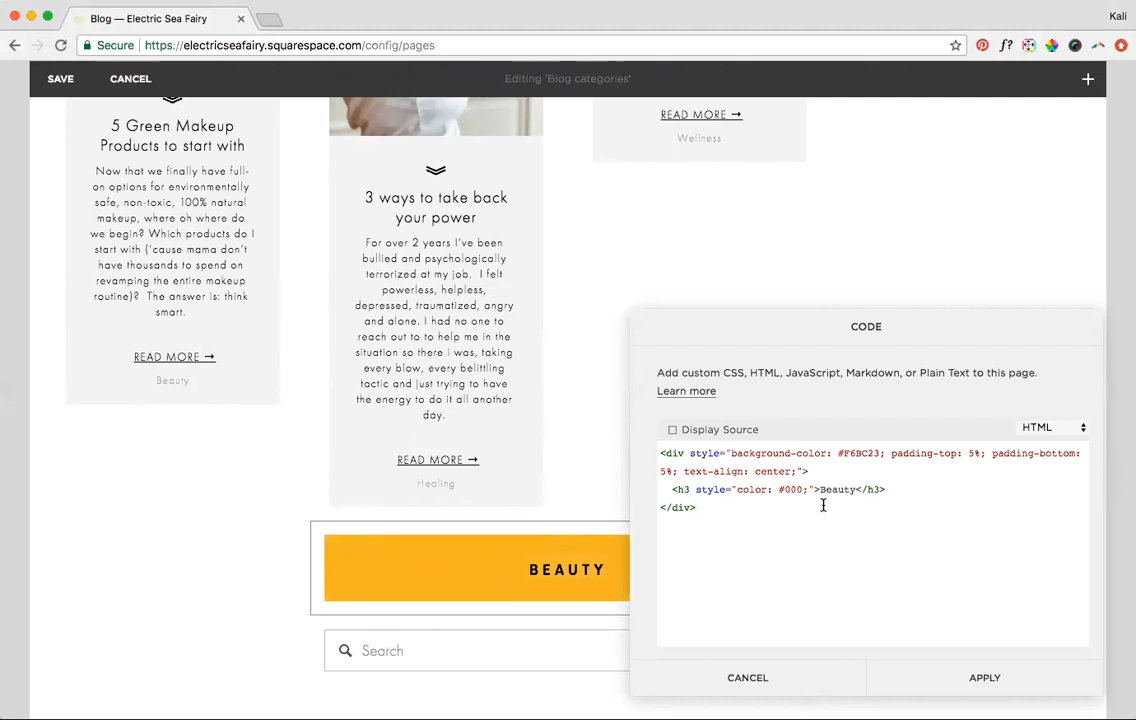 Blog — Electric Sea Fairy
Kali
Secure
https://electricseafairy.squarespace.com/config/pages
f?
SAVE
CANCEL
Editing 'Blog categories'
+
5 Green Makeup
Products to start with
Now that we finally have full-
on options for environmentally
safe, non-toxic, 100% natural
makeup, where oh where do
we begin? Which products do I
start with {'cause mama don't
have thousands to spend on
revamping the entire makeup
routine)? The answer is: think
smart.
READ MORE →
Beauty
3 ways to take back
your power
For over 2 years I've been
bullied and psychologically
terrorized at my job. I felt
powerless, helpless,
depressed, traumatized, angry
and alone. I had no one to
reach out to to help me in the
situation so there i was, taking
every blow, every belittling
tactic and just trying to have
the energy to do it all another
day.
READ MORE →
Healing
READ MORE →
Wellness
BEAUTY
Search
CODE
Add custom CSS, HTML, JavaScript, Markdown, or Plain Text to this page.
Learn more
Display Source
HTML
<div style="background-color: #F6BC23; padding-top: 5%; padding-bottom:
5%; text-align: center;">
<h3 style="color: #000;">Beauty</h3>
</div>
CANCEL
APPLY